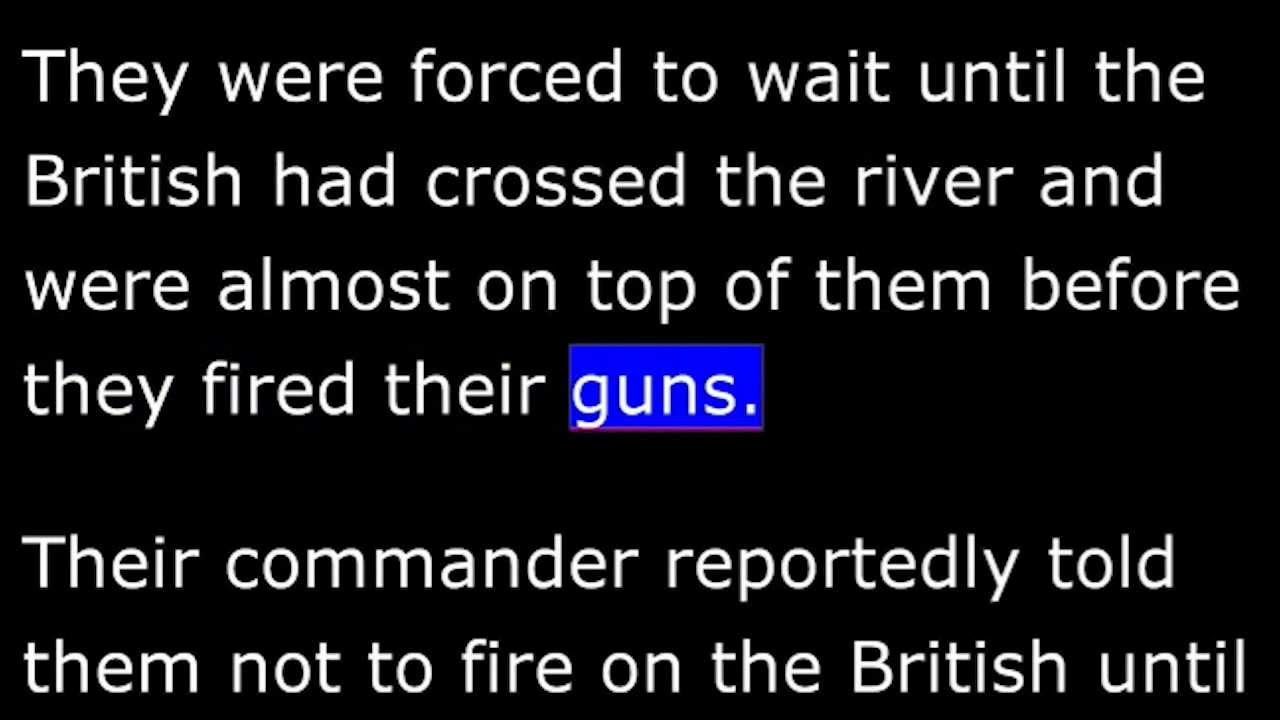 They were forced to wait until the
British had crossed the river and
were almost on top of them before
they fired their guns.
Their commander reportedly told
them not to fire on the British until